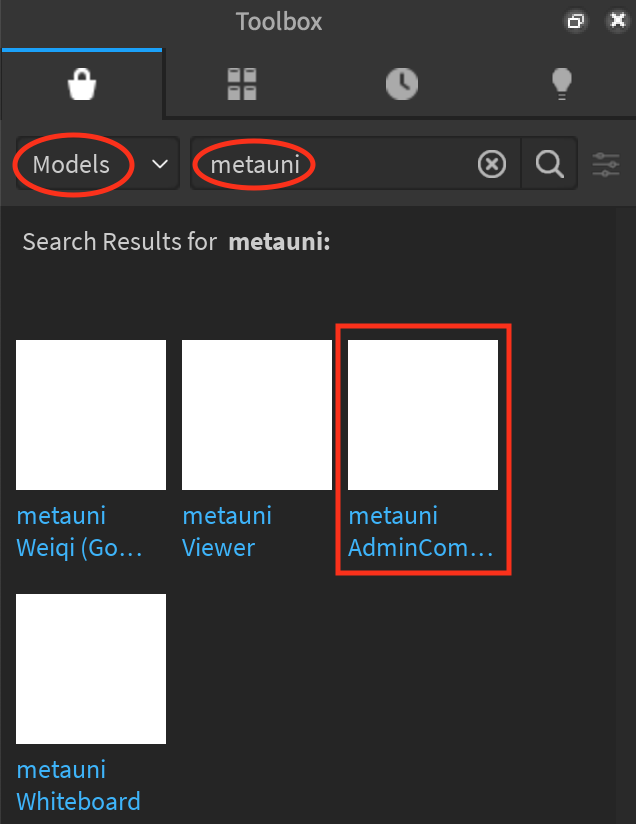 Toolbox
Models
metauni
Search Results for metauni:
metauni
Weiqi (Go...
metauni
Viewer
metauni
AdminCom...
metauni
Whiteboard